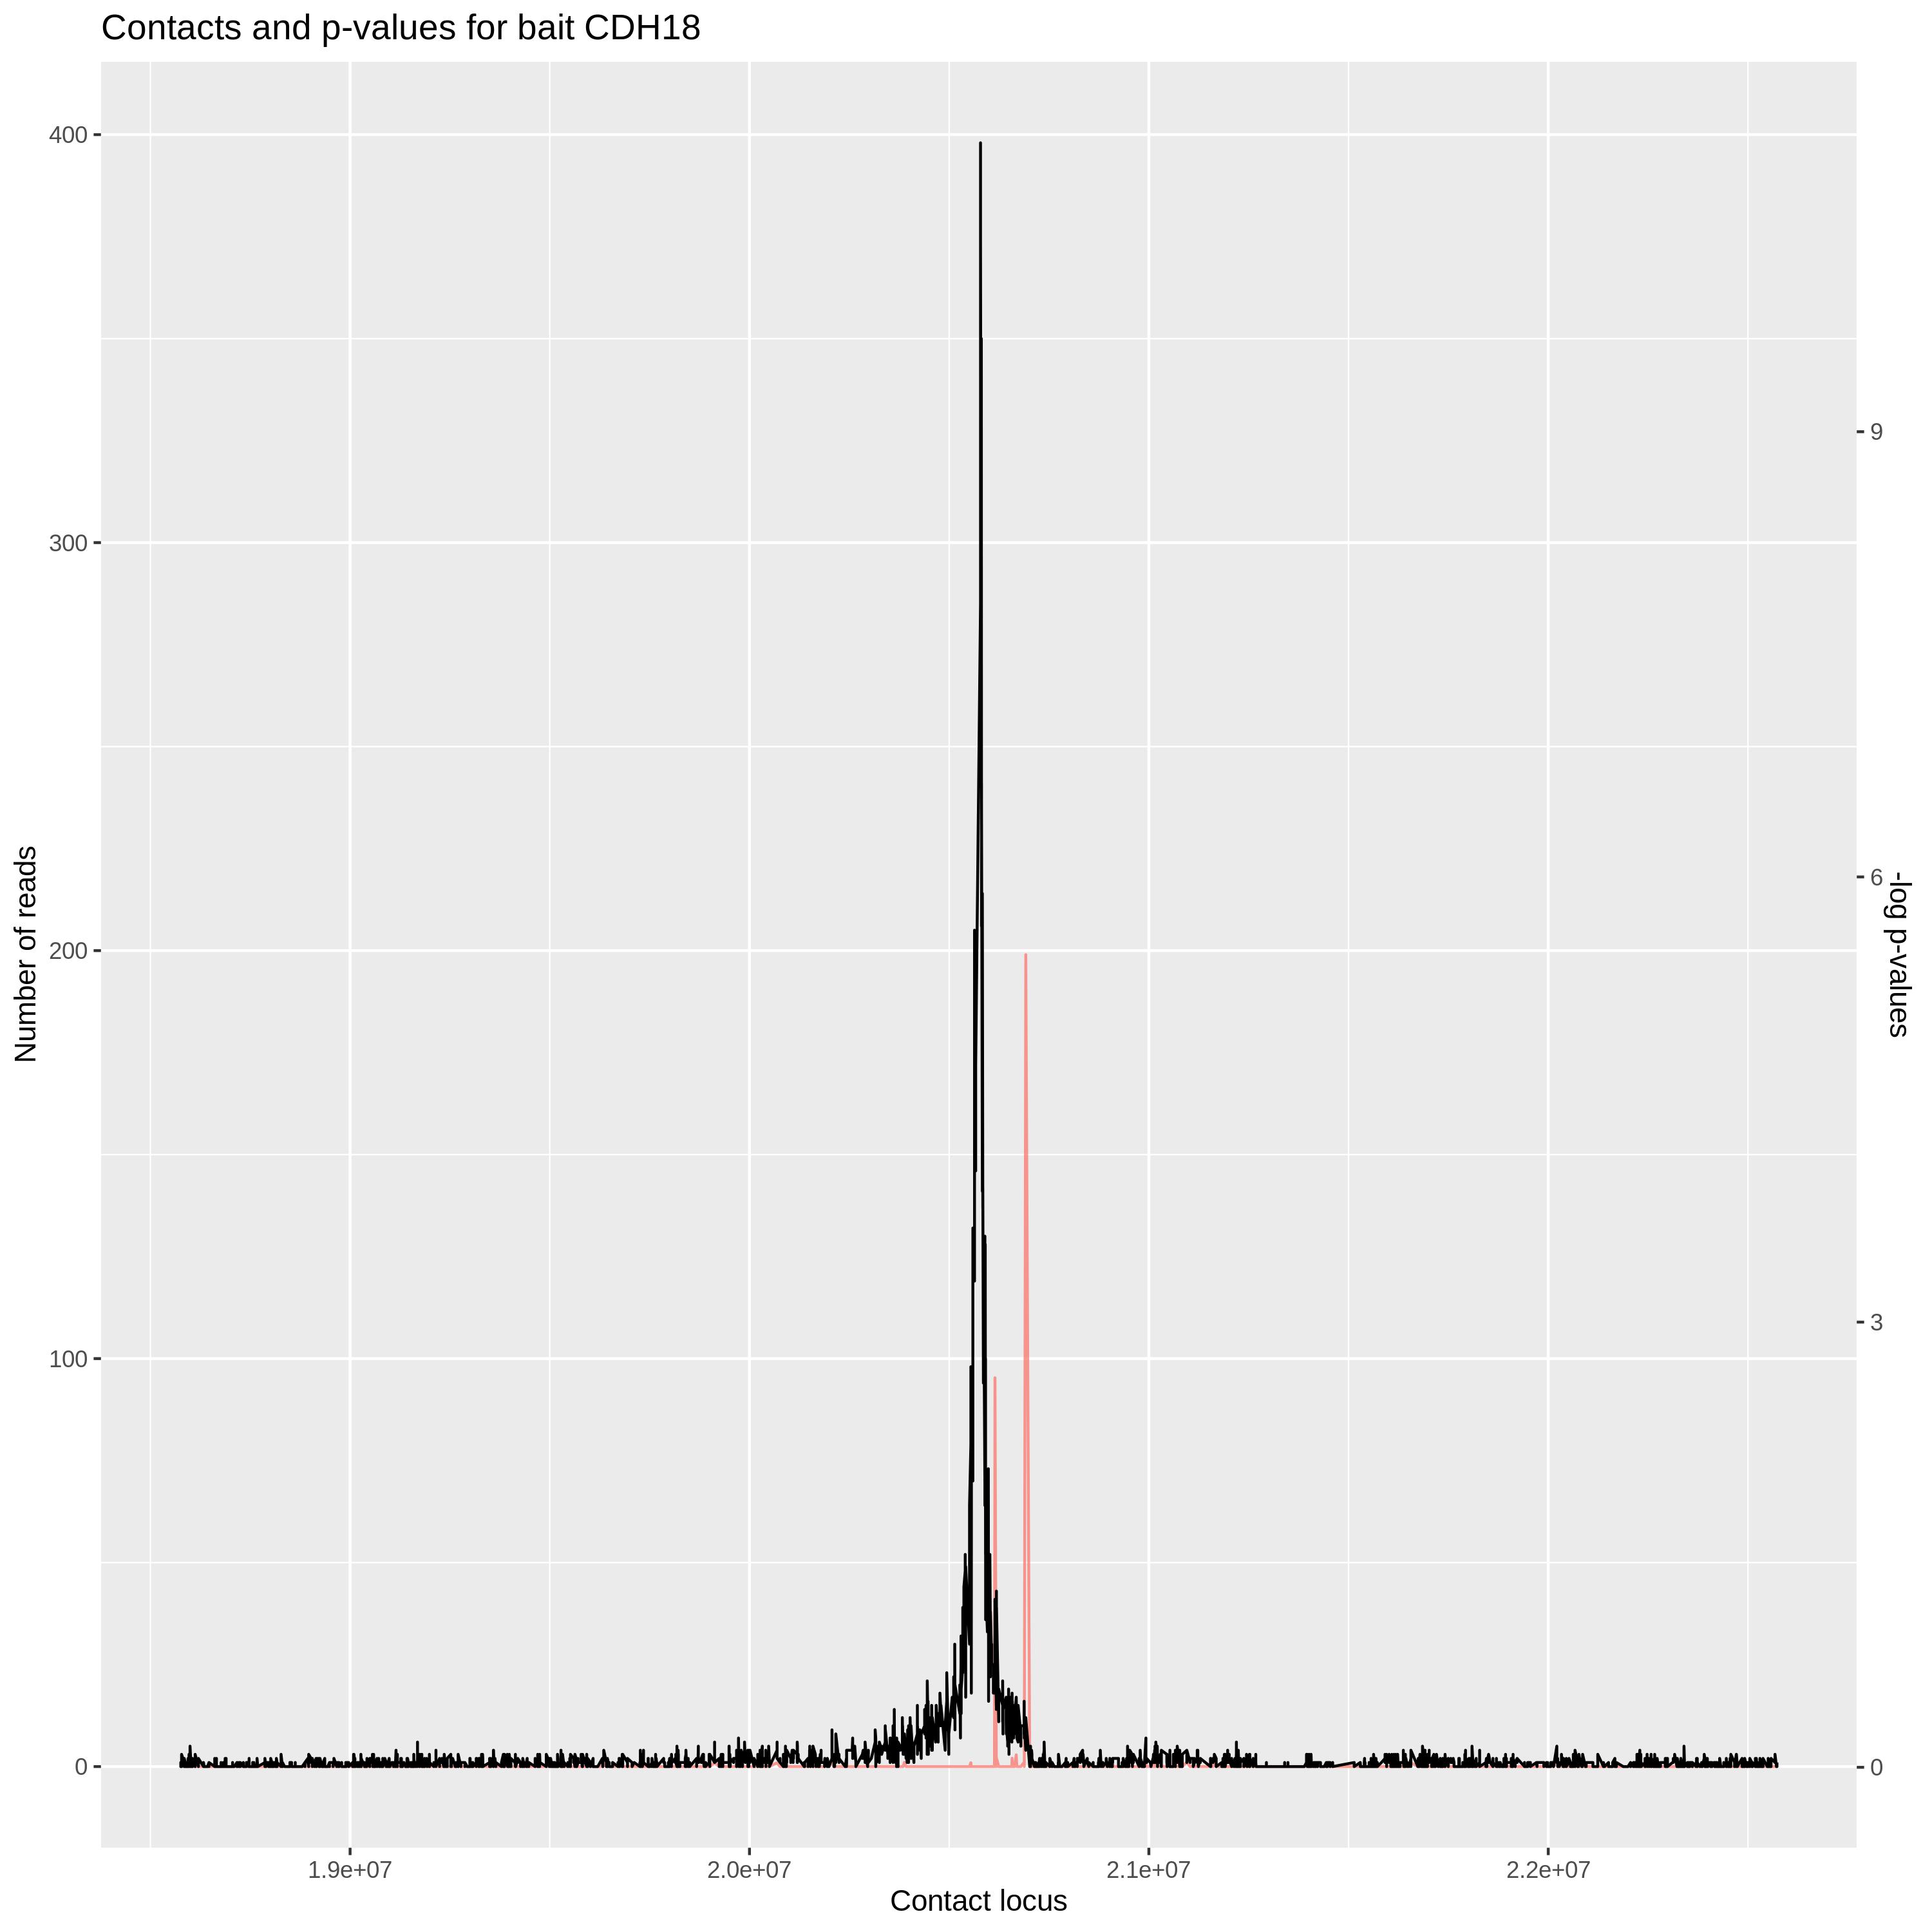 Contacts and p-values for bait CDH18
400
300
200
100
0
Number of reads
9
6
3
0
-log p-values
1.9e+07 2.0e+07 2.1e+07 2.2e+07
Contact locus